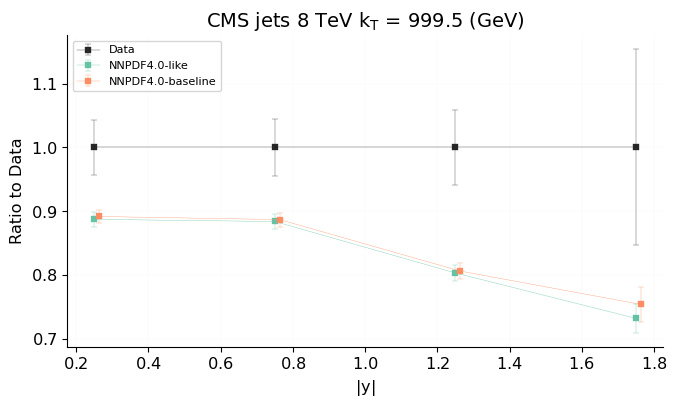 CMS jets 8 TeV k_T = 999.5 (GeV)
Data
NNPDF4.0-like
NNPDF4.0-baseline
Ratio to Data
1.1
1.0
0.9
0.8
0.7
0.2 0.4 0.6 0.8 1.0 1.2 1.4 1.6 1.8
|y|